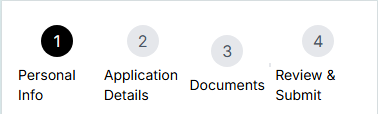 1
Personal
Info
2
Application
Details
3
Documents
4
Review &
Submit